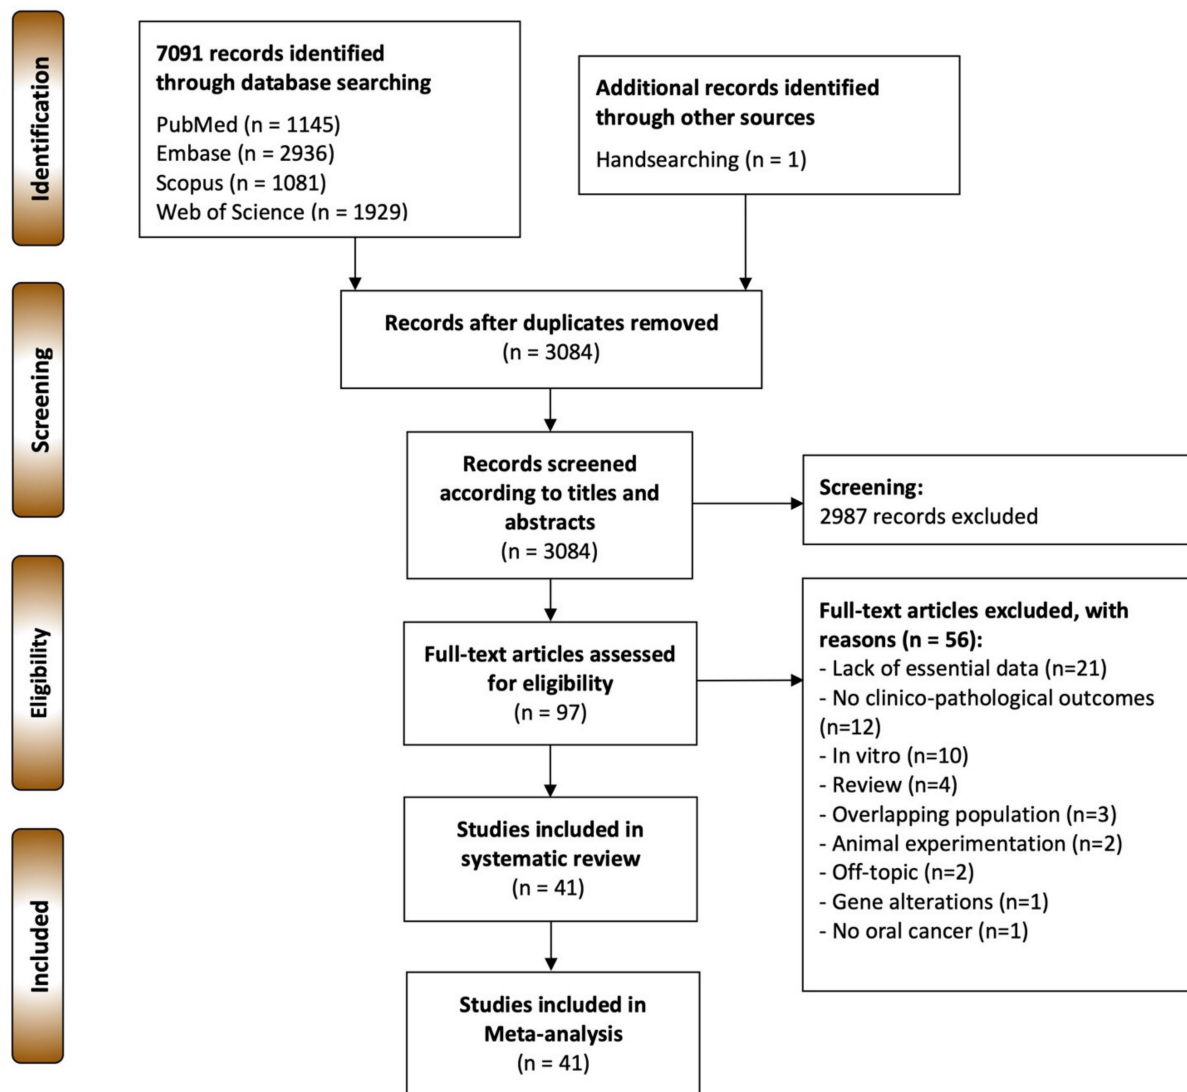 Identification
7091 records identified
through database searching
PubMed (n = 1145)
Embase (n = 2936)
Scopus (n = 1081)
Web of Science (n = 1929)
Additional records identified
through other sources
Handsearching (n = 1)
Screening
Records after duplicates removed
(n = 3084)
Records screened
according to titles and
abstracts
(n = 3084)
Screening:
2987 records excluded
Eligibility
Full-text articles assessed
for eligibility
(n = 97)
Full-text articles excluded, with
reasons (n = 56):
- Lack of essential data (n=21)
- No clinico-pathological outcomes
(n=12)
- In vitro (n=10)
- Review (n=4)
- Overlapping population (n=3)
- Animal experimentation (n=2)
- Off-topic (n=2)
- Gene alterations (n=1)
- No oral cancer (n=1)
Included
Studies included in
systematic review
(n = 41)
Studies included in
Meta-analysis
(n = 41)